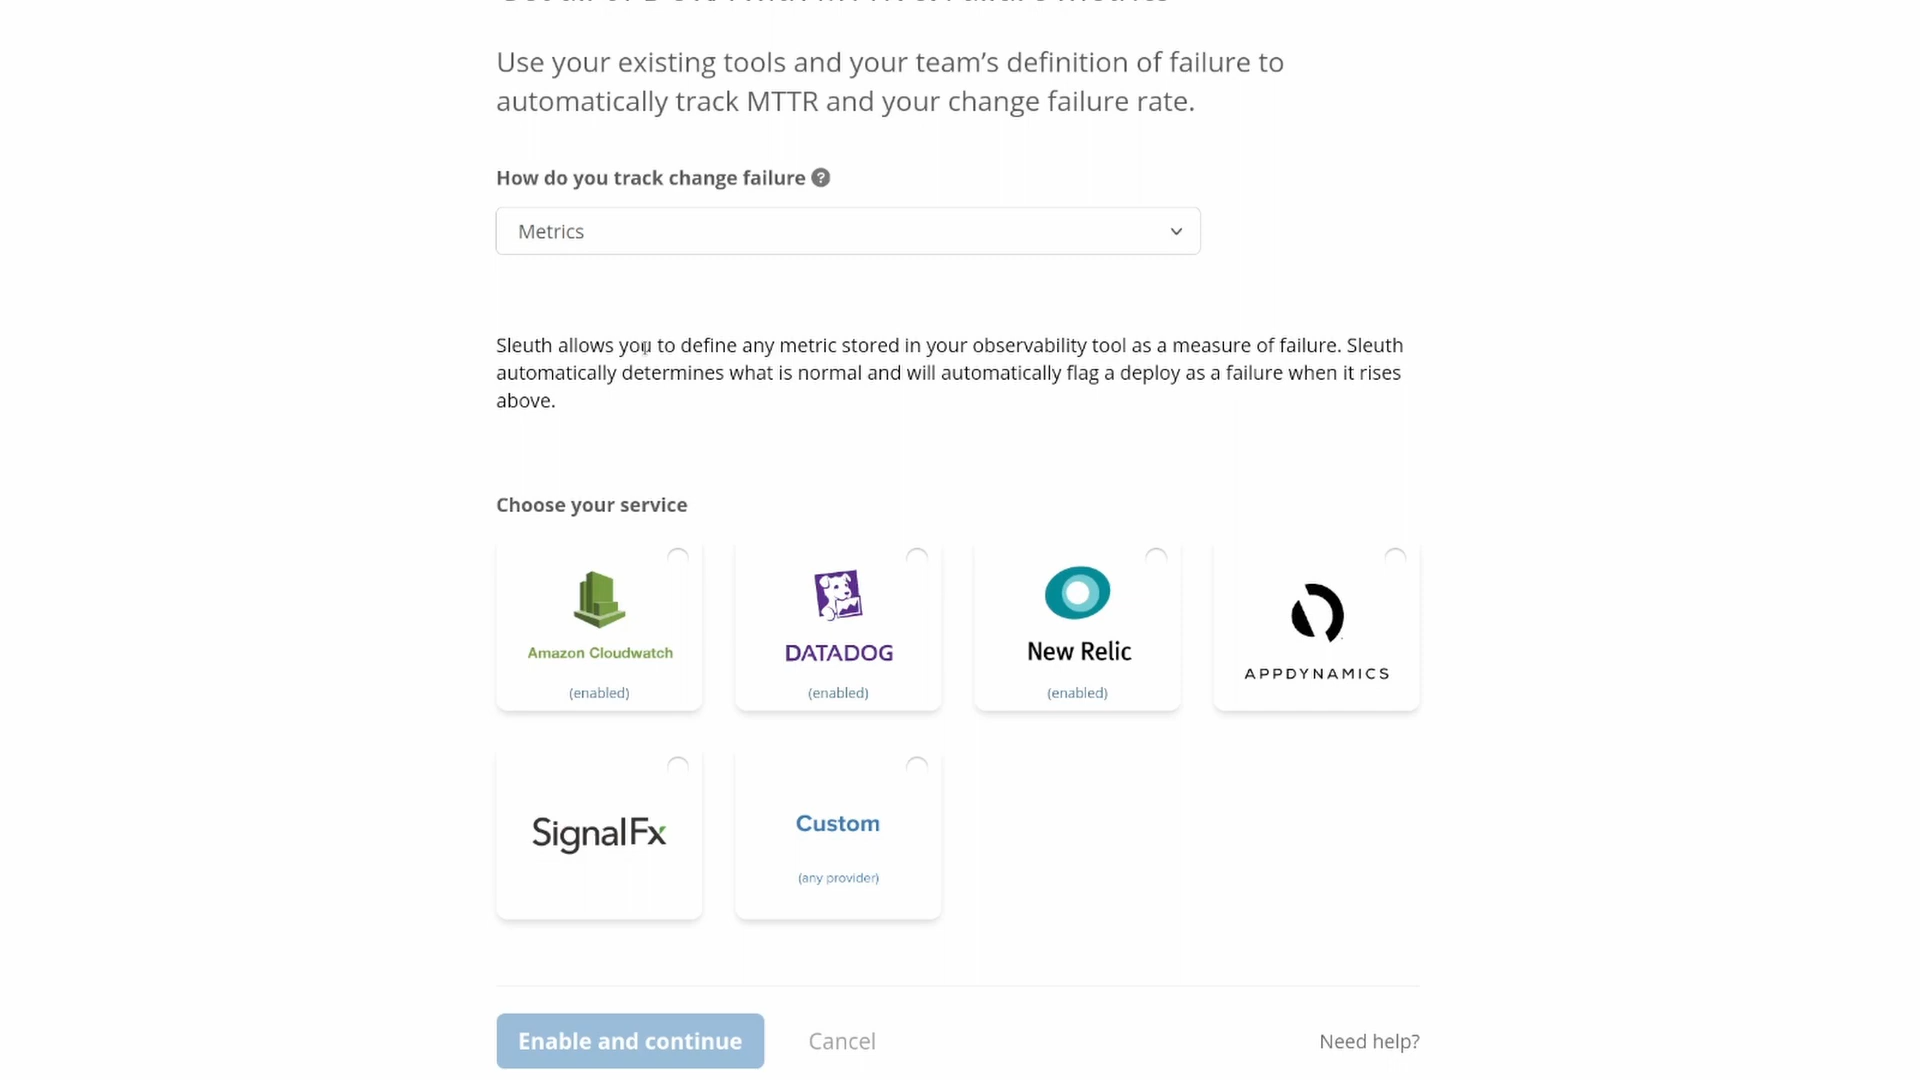 Use your existing tools and your team’s definition of failure to
automatically track MTTR and your change failure rate.
How do you track change failure ?
Metrics
Sleuth allows you to define any metric stored in your observability tool as a measure of failure. Sleuth
automatically determines what is normal and will automatically flag a deploy as a failure when it rises
above.
Choose your service
Amazon Cloudwatch
(enabled)
DATADOG
(enabled)
New Relic
(enabled)
APPDYNAMICS
SignalFx
Custom
(any provider)
Enable and continue
Cancel
Need help?